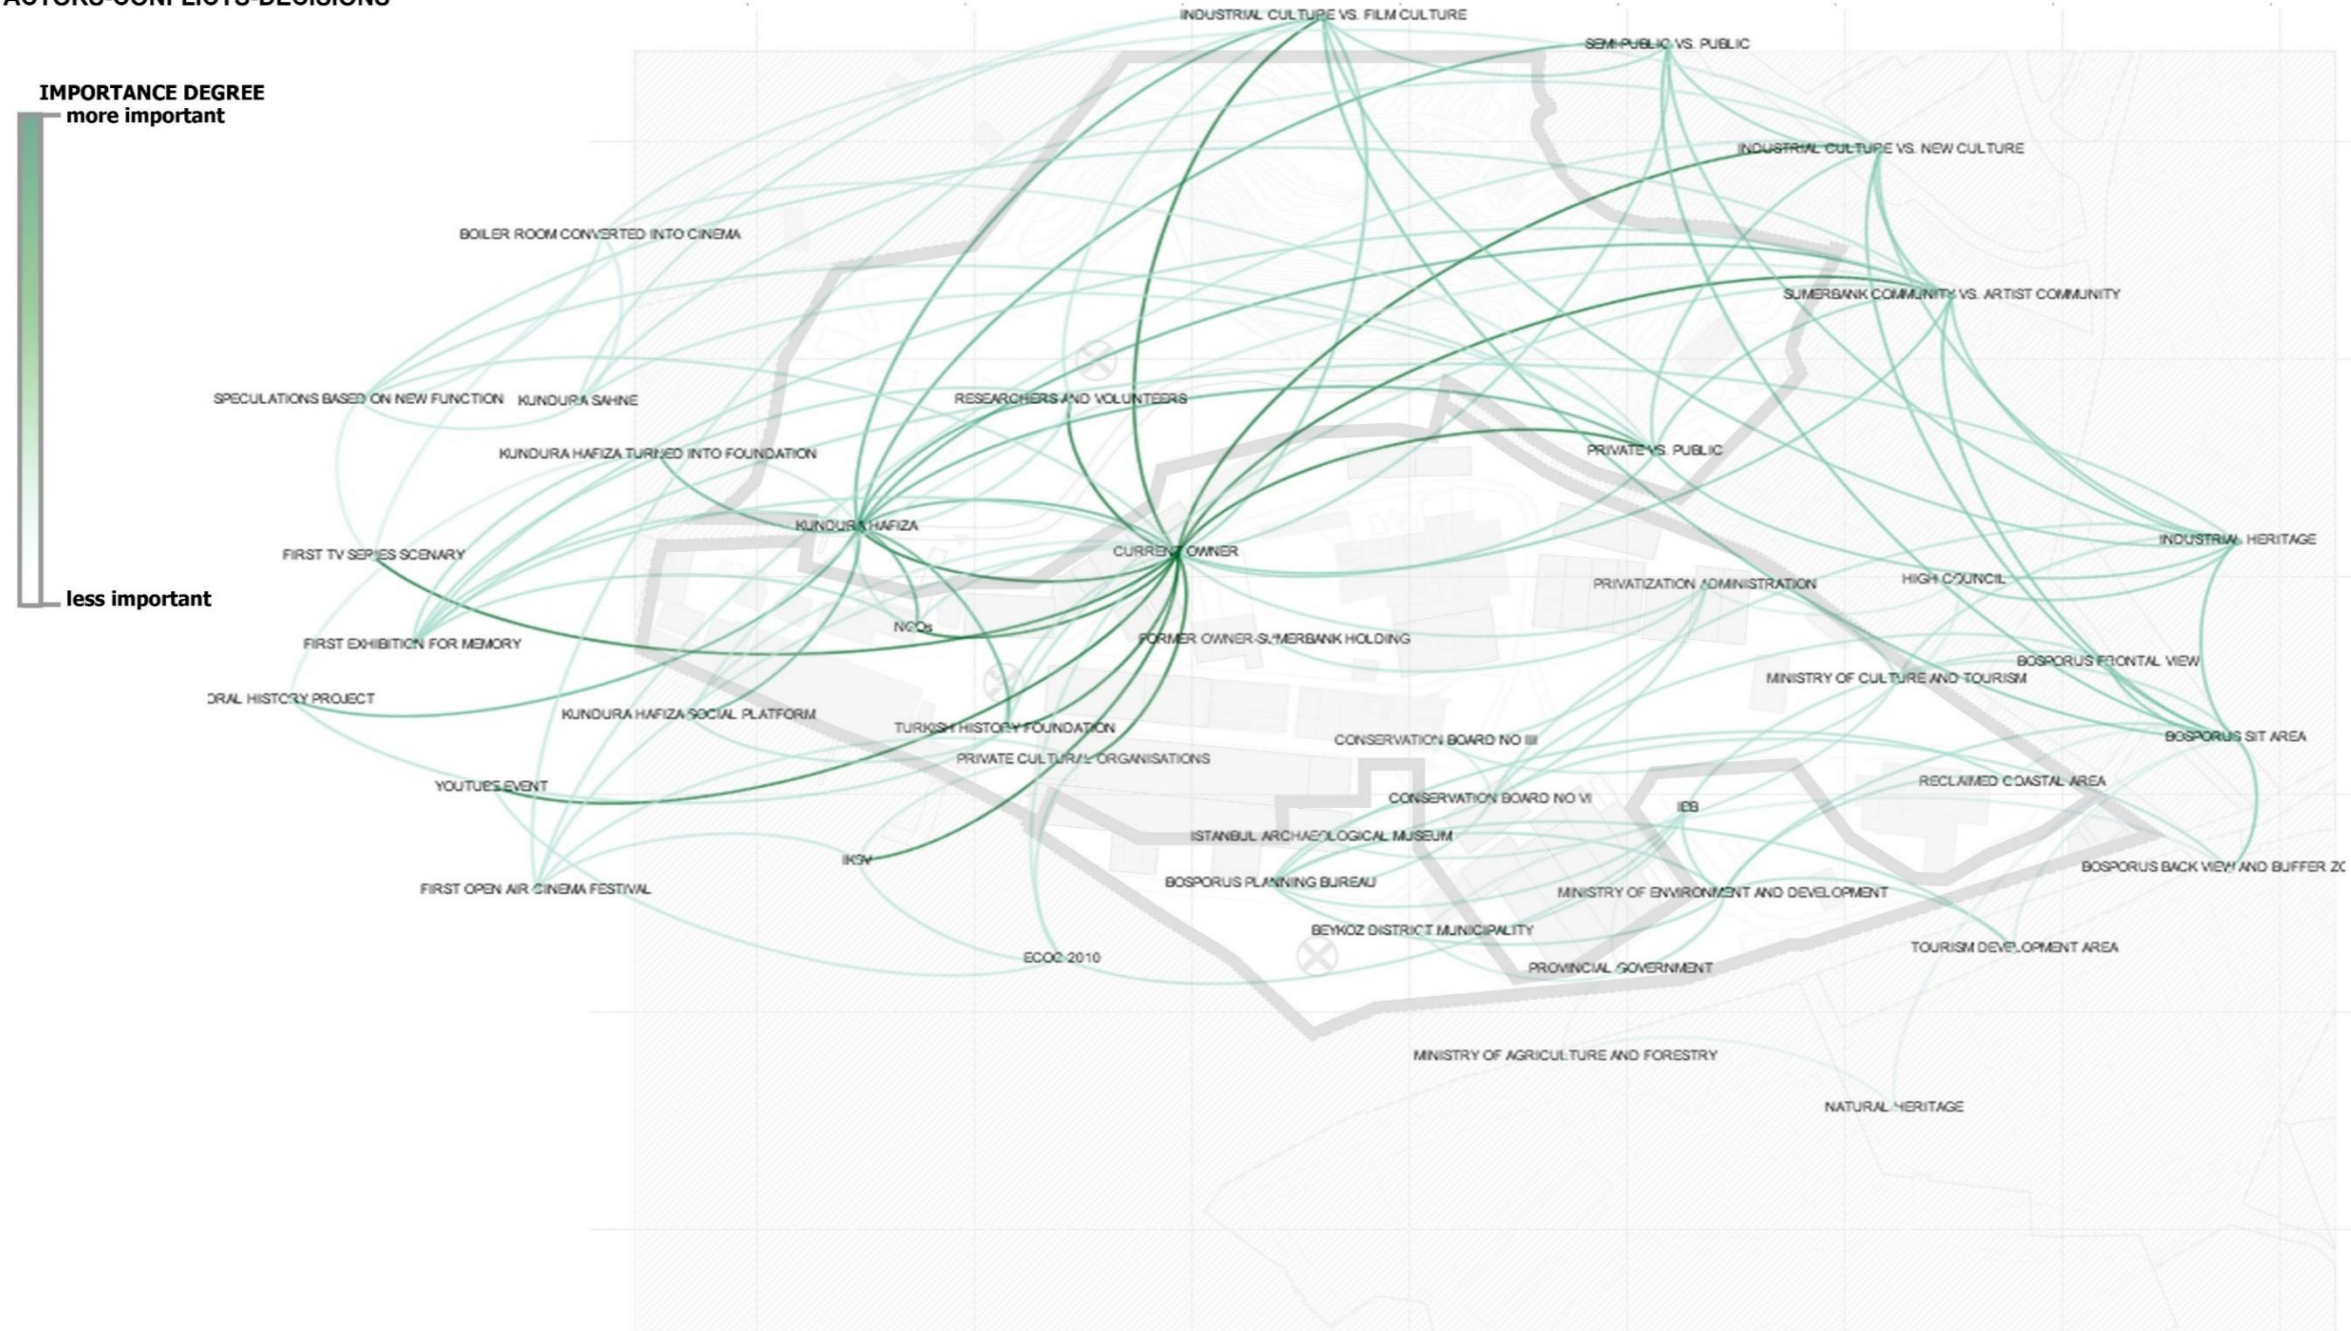 ACTORS-CONFLICTS-DECISIONS
INDUSTRIAL CULTURE VS. FILM CULTURE
SEMI-PUBLIC VS. PUBLIC
IMPORTANCE DEGREE
more important
INDUSTRIAL CULTURE VS. NEW CULTURE
BOILER ROOM CONVERTED INTO CINEMA
SUMERBANK COMMUNITY VS. ARTIST COMMUNITY
SPECULATIONS BASED ON NEW FUNCTION
KUNDURA SAHNE
RESEARCHERS AND VOLUNTEERS
KUNDURA HAFIZA TURNED INTO FOUNDATION
PRIVATE VS. PUBLIC
KUNDURA HAFIZA
CURRENT OWNER
INDUSTRIAL HERITAGE
FIRST TV SERIES SCENARY
PRIVATIZATION ADMINISTRATION
HIGH COUNCIL
less important
NGOs
FORMER OWNER-SUMERBANK HOLDING
FIRST EXHIBITION FOR MEMORY
BOSPORUS FRONTAL VIEW
MINISTRY OF CULTURE AND TOURISM
ORAL HISTORY PROJECT
KUNDURA HAFIZA SOCIAL PLATFORM
TURKISH HISTORY FOUNDATION
CONSERVATION BOARD NO III
BOSPORUS SIT AREA
PRIVATE CULTURAL ORGANISATIONS
RECLAIMED COASTAL AREA
YOUTUBE EVENT
CONSERVATION BOARD NO VI
ISTANBUL ARCHAEOLOGICAL MUSEUM
IKSV
BOSPORUS BACK VIEW AND BUFFER ZO
FIRST OPEN AIR CINEMA FESTIVAL
BOSPORUS PLANNING BUREAU
MINISTRY OF ENVIRONMENT AND DEVELOPMENT
BEYKOZ DISTRICT MUNICIPALITY
TOURISM DEVELOPMENT AREA
ECOC 2010
PROVINCIAL GOVERNMENT
MINISTRY OF AGRICULTURE AND FORESTRY
NATURAL HERITAGE